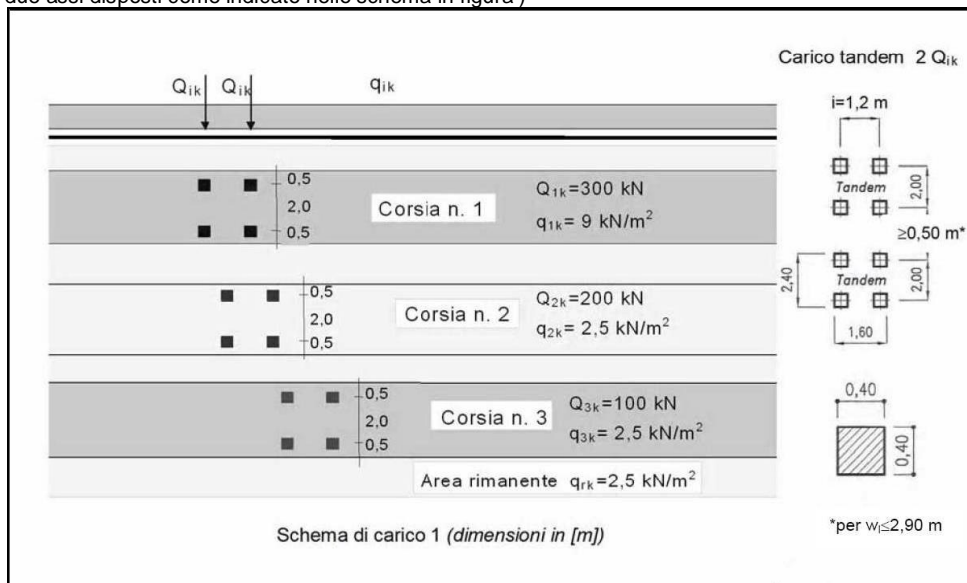 due assi disposti come indicato nello schema in figura )
Carico tandem 2 Qik
Qik Qik qik
i=1,2 m
Tandem
2,00
≥0,50 m*
2,40
Tandem
2,00
1,60
0,5
2,0
0,5
Corsia n. 1
Q1k=300 kN
q1k= 9 kN/m²
0,5
2,0
0,5
Corsia n. 2
Q2k=200 kN
q2k= 2,5 kN/m²
0,5
2,0
0,5
Corsia n. 3
Q3k=100 kN
q3k= 2,5 kN/m²
0,40
0,40
Area rimanente qrk=2,5 kN/m²
*per wl≤2,90 m
Schema di carico 1 (dimensioni in [m])